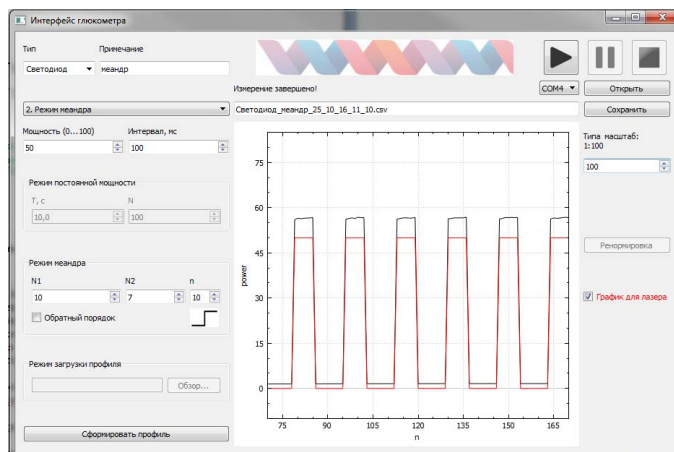 Интерфейс глюкометра
Тип Примечание
Светодиод меандр
Измерение завершено! COM4 Открыть
2. Режим меандра Светодиод_меандр_25_10_16_11_10.csv Сохранить
Мощность (0...100) Интервал, мс
50 100
Типа масштаб:
1:100
100
Режим постоянной мощности
T, с N
10,0 100
Ренормировка
Режим меандра
N1 N2 n
10 7 10
Обратный порядок
График для лазера
Режим загрузки профиля
Обзор...
Сформировать профиль
power
75
60
45
30
15
0
75 90 105 120 135 150 165
n